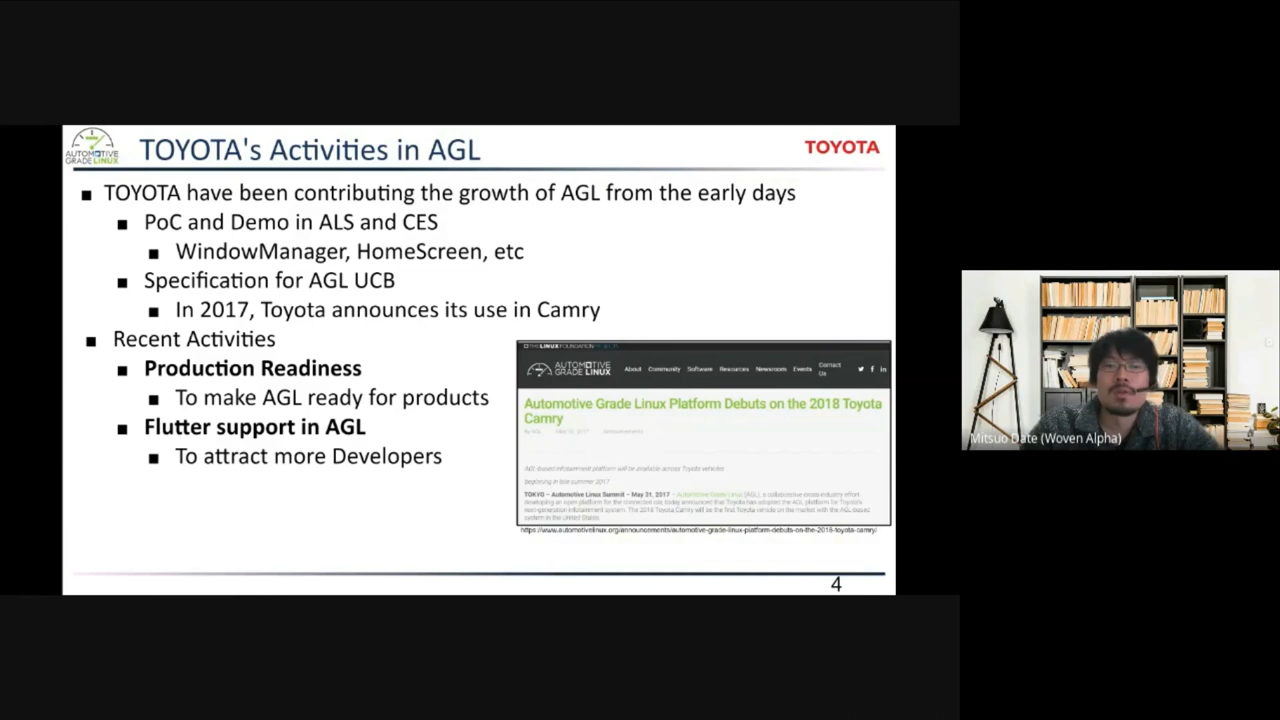 AUTOMOTIVE
GRADE LINUX
TOYOTA's Activities in AGL
TOYOTA
■ TOYOTA have been contributing the growth of AGL from the early days
■ PoC and Demo in ALS and CES
■ WindowManager, HomeScreen, etc
■ Specification for AGL UCB
■ In 2017, Toyota announces its use in Camry
■ Recent Activities
■ Production Readiness
■ To make AGL ready for products
■ Flutter support in AGL
■ To attract more Developers
THE LINUX FOUNDATION PROJECTS
AUTOMOTIVE
GRADE LINUX
About Community Software Resources Newsroom Events Contact Us
Automotive Grade Linux Platform Debuts on the 2018 Toyota
Camry
By AGL May 31, 2017 Announcements
AGL-based infotainment platform will be available across Toyota vehicles
beginning in late summer 2017
TOKYO – Automotive Linux Summit – May 31, 2017 – Automotive Grade Linux (AGL), a collaborative cross-industry effort
developing an open platform for the connected car, today announced that Toyota has adopted the AGL platform for Toyota's
next-generation infotainment system. The 2018 Toyota Camry will be the first Toyota vehicle on the market with the AGL-based
system in the United States.
https://www.automotivelinux.org/announcements/automotive-grade-linux-platform-debuts-on-the-2018-toyota-camry/
4
Mitsuo Date (Woven Alpha)